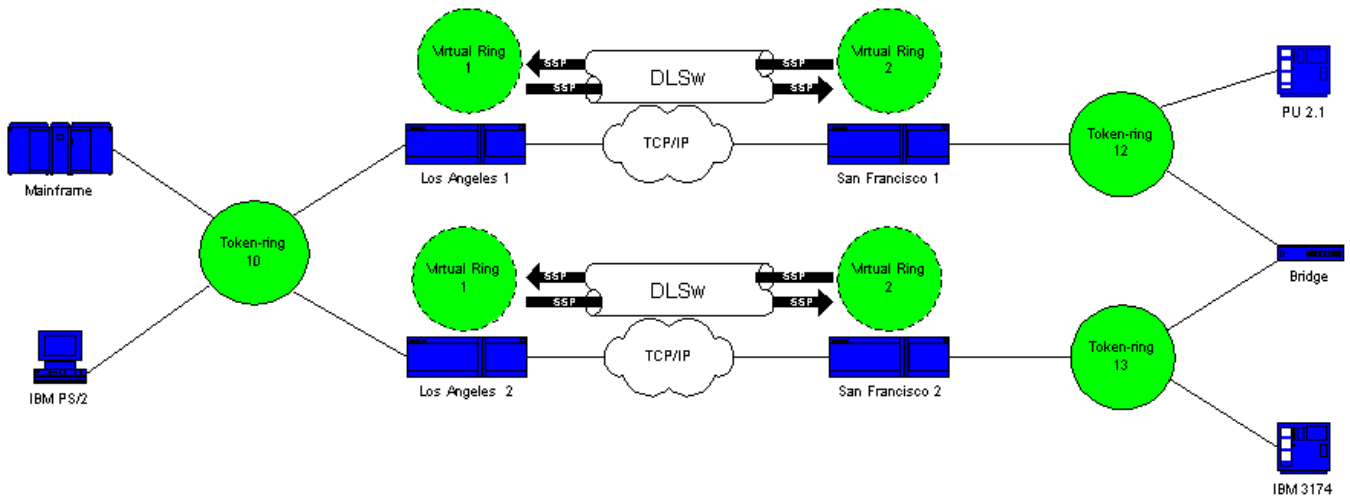 Virtual Ring
1
SSP
SSP
DLSw
SSP
SSP
Virtual Ring
2
TCP/IP
Los Angeles 1
San Francisco 1
Token-ring
12
PU 2.1
Mainframe
Token-ring
10
Virtual Ring
1
SSP
SSP
DLSw
SSP
SSP
Virtual Ring
2
Bridge
TCP/IP
Los Angeles 2
San Francisco 2
Token-ring
13
IBM PS/2
IBM 3174